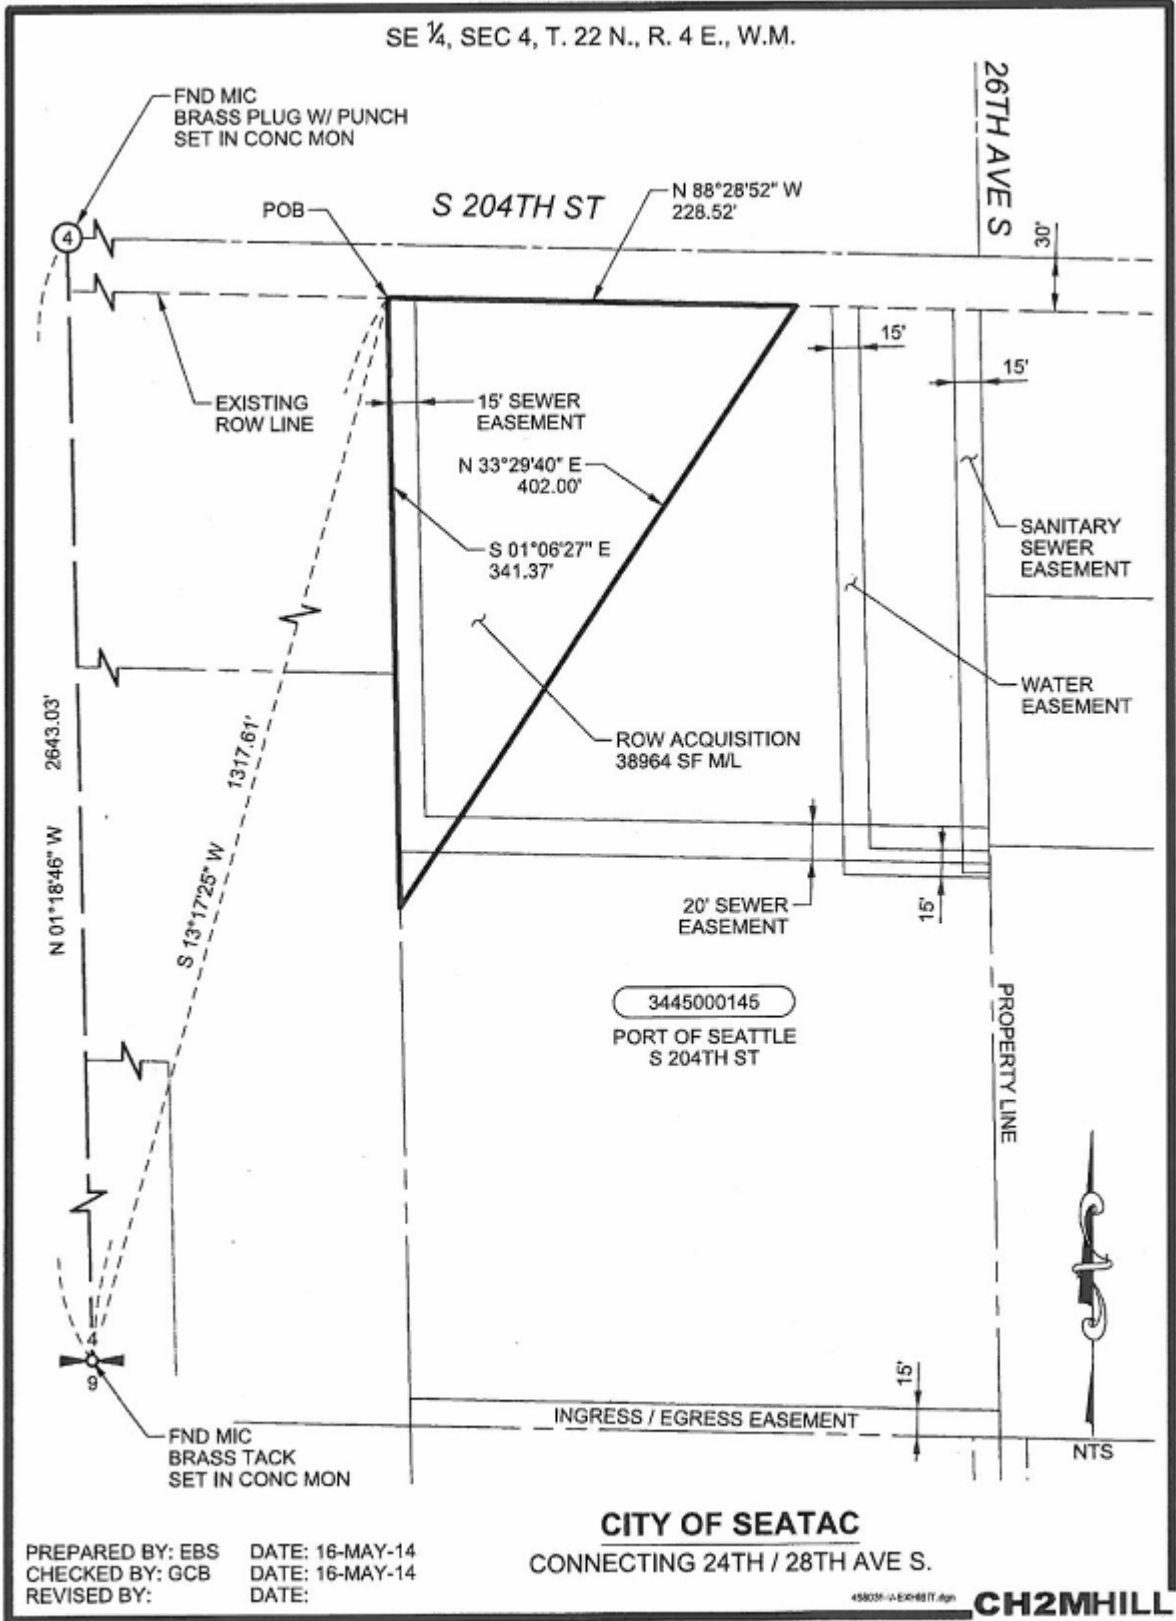 SE ¼, SEC 4, T. 22 N., R. 4 E., W.M.
FND MIC
BRASS PLUG W/ PUNCH
SET IN CONC MON
26TH AVE S
S 204TH ST
N 88°28'52" W
228.52'
POB
4
30'
15'
15'
EXISTING
ROW LINE
15' SEWER
EASEMENT
N 33°29'40" E
402.00'
S 01°06'27" E
341.37'
SANITARY
SEWER
EASEMENT
WATER
EASEMENT
ROW ACQUISITION
38964 SF M/L
N 01°18'46" W 2643.03'
S 13°17'25" W 1317.61'
20' SEWER
EASEMENT
15'
3445000145
PORT OF SEATTLE
S 204TH ST
PROPERTY LINE
4
9
15'
INGRESS / EGRESS EASEMENT
NTS
FND MIC
BRASS TACK
SET IN CONC MON
CITY OF SEATAC
CONNECTING 24TH / 28TH AVE S.
PREPARED BY: EBS DATE: 16-MAY-14
CHECKED BY: GCB DATE: 16-MAY-14
REVISED BY: DATE:
CH2MHILL